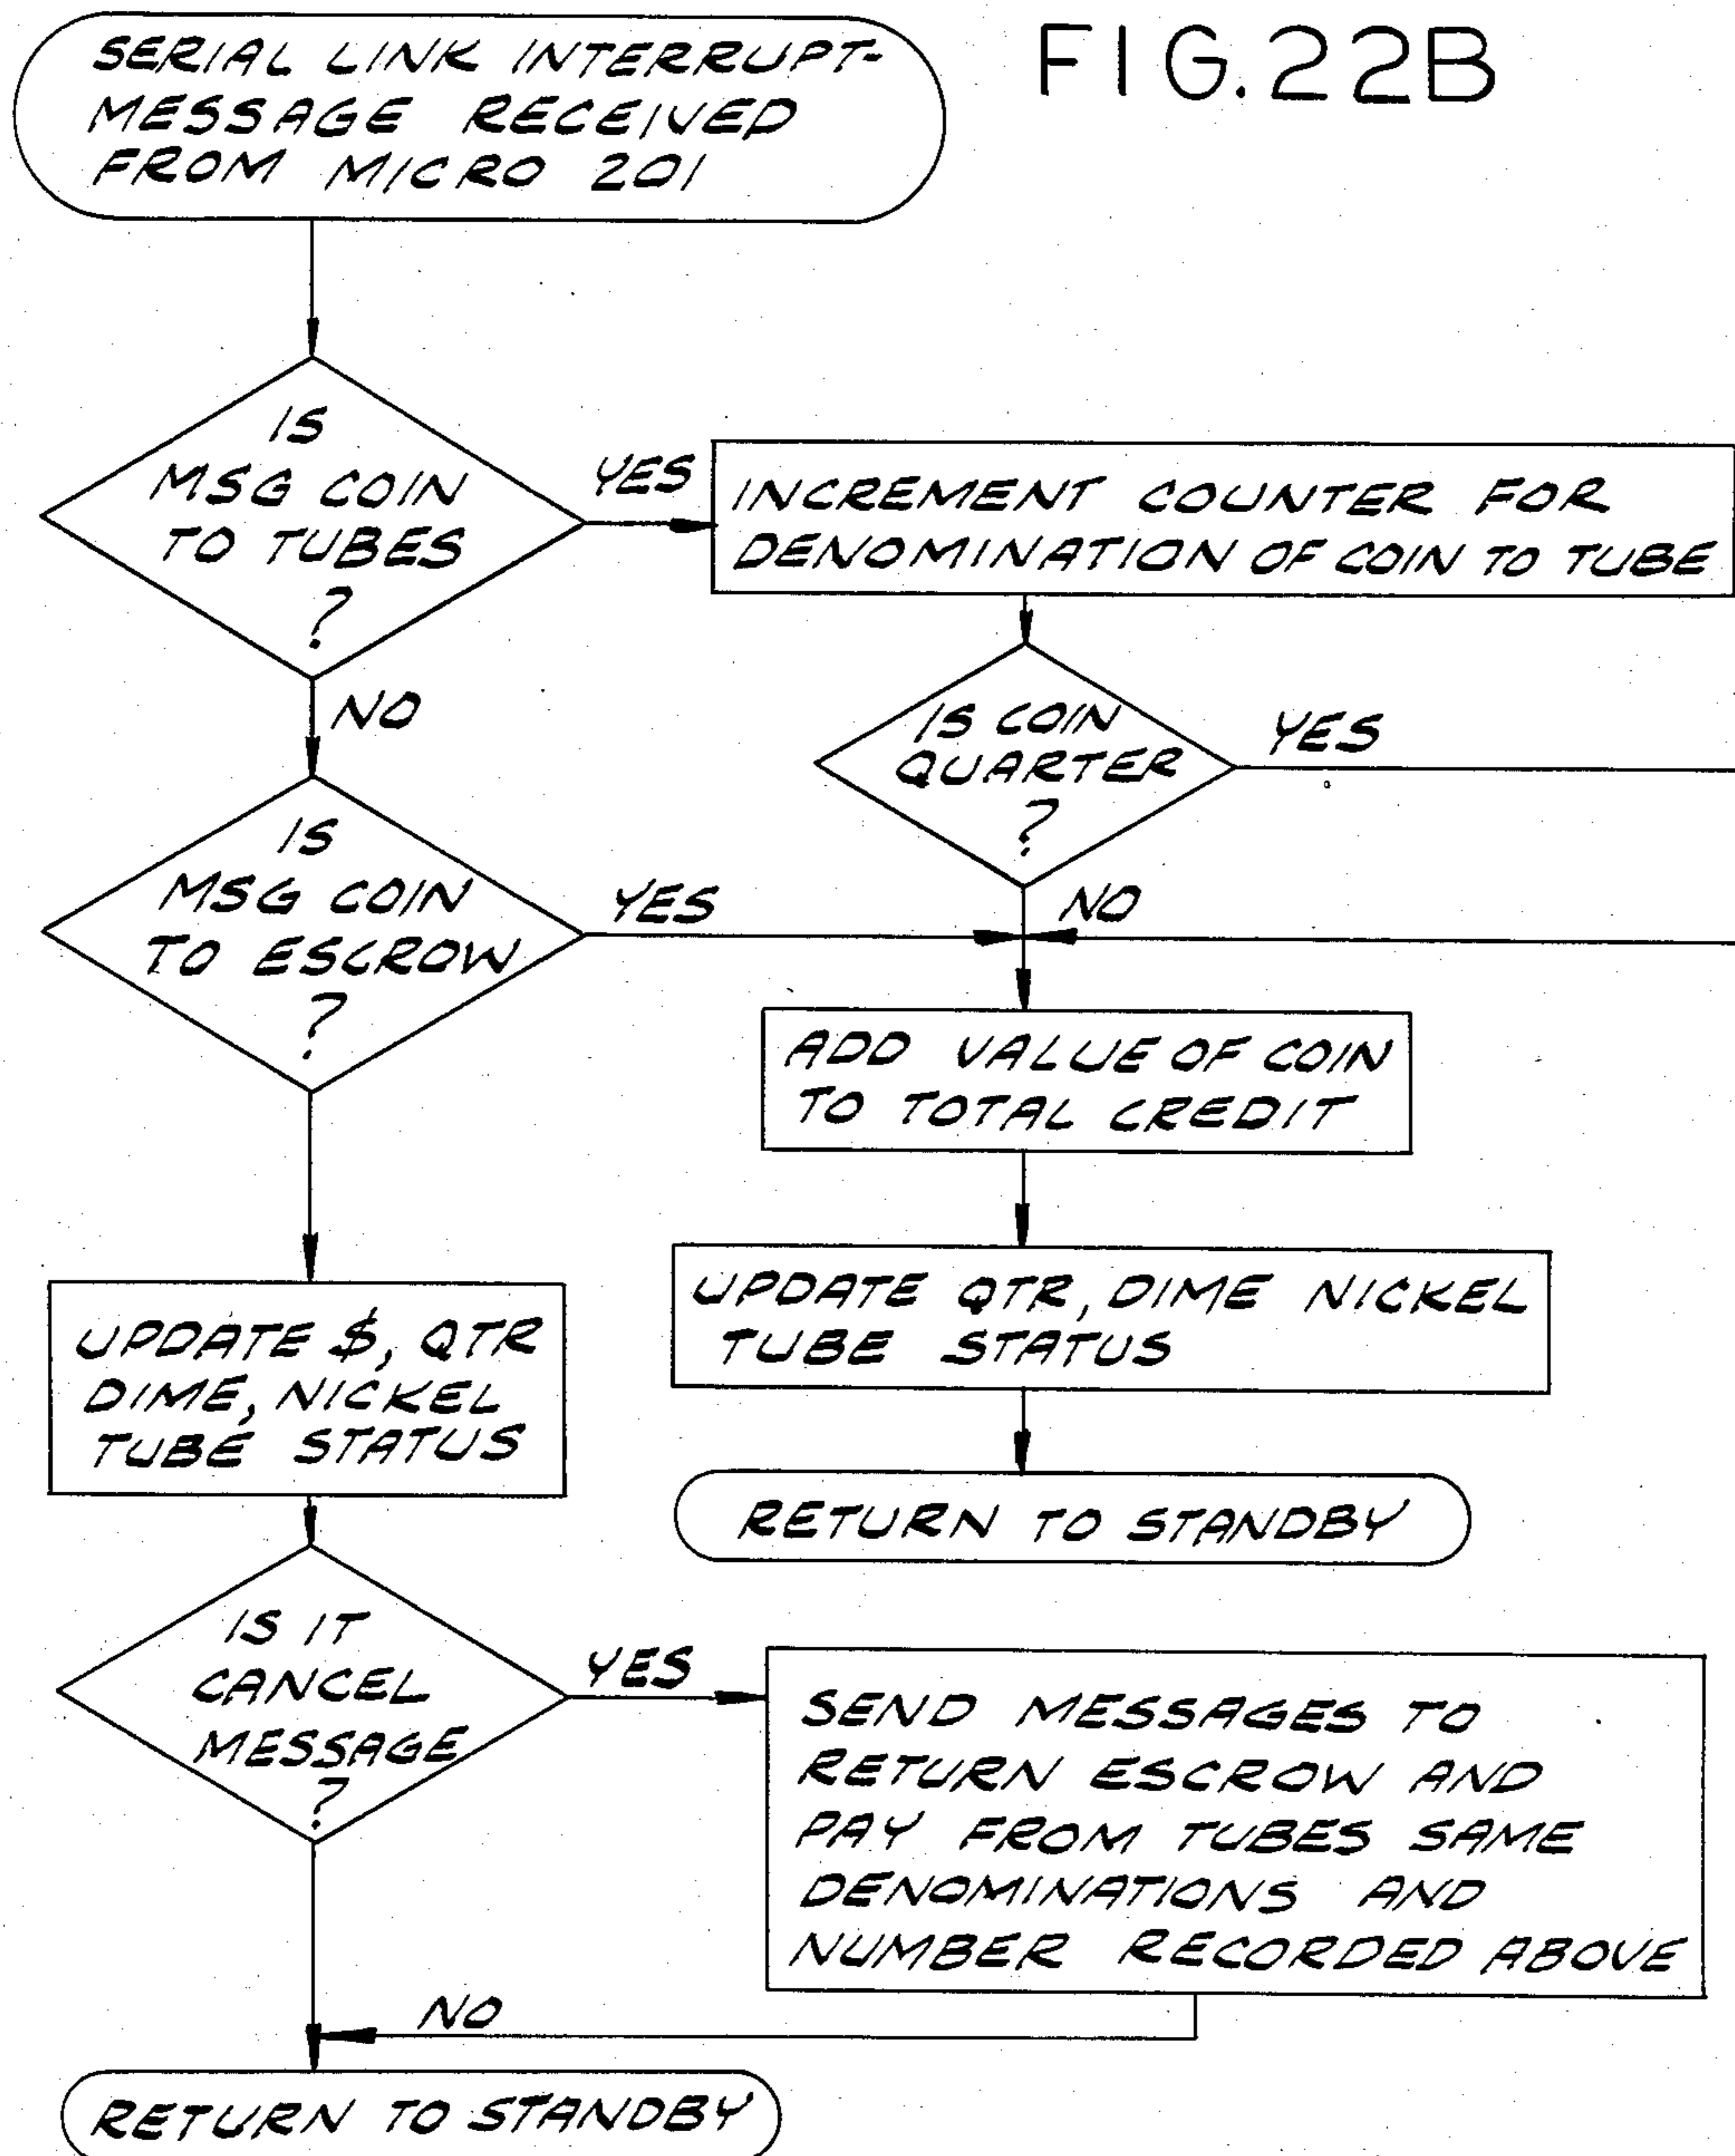 FIG.22B
SERIAL LINK INTERRUPT-
MESSAGE RECEIVED
FROM MICRO 201
IS
MSG COIN
TO TUBES
?
YES
INCREMENT COUNTER FOR
DENOMINATION OF COIN TO TUBE
NO
IS COIN
QUARTER
?
YES
NO
IS
MSG COIN
TO ESCROW
?
YES
ADD VALUE OF COIN
TO TOTAL CREDIT
UPDATE QTR, DIME NICKEL
TUBE STATUS
RETURN TO STANDBY
UPDATE $, QTR
DIME, NICKEL
TUBE STATUS
IS IT
CANCEL
MESSAGE
?
YES
SEND MESSAGES TO
RETURN ESCROW AND
PAY FROM TUBES SAME
DENOMINATIONS AND
NUMBER RECORDED ABOVE
NO
RETURN TO STANDBY